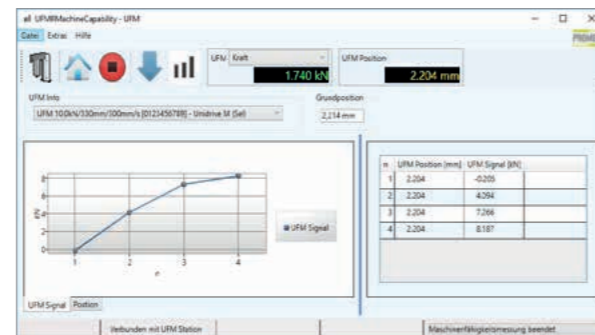 UFMRMachineCapability - UFM
Datei Extras Hilfe
UFM Kraft
1.740 kN
UFM Position
2.204 mm
UFM Info
UFM 100kN/330mm/300mm/s [0123456789] - Unidrive M (Sel)
Grundposition
2,214 mm
8
6
4
2
0
kN
1 2 3 4
n
UFM Signal
n UFM Position [mm] UFM Signal [kN]
1 2.204 -0.205
2 2.204 4.094
3 2.204 7.266
4 2.204 8.187
UFM Signal Position
Verbunden mit UFM Station
Maschinenfähigkeitsmessung beendet